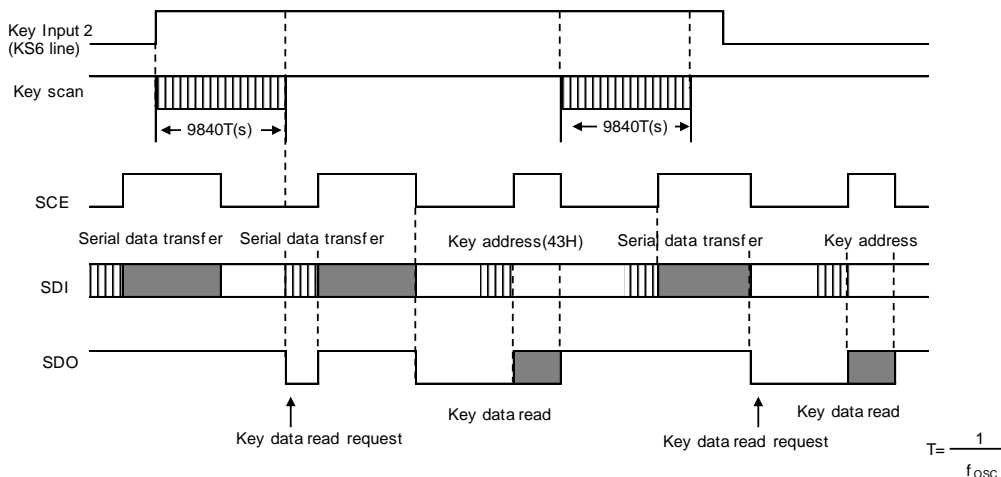 Key Input 2
(KS6 line)
Key scan
9840T(s)
9840T(s)
SCE
Serial data transfer
Serial data transfer
Key address(43H)
Serial data transfer
Key address
SDI
SDO
Key data read
Key data read
Key data read request
Key data read request
T= 1
fosc